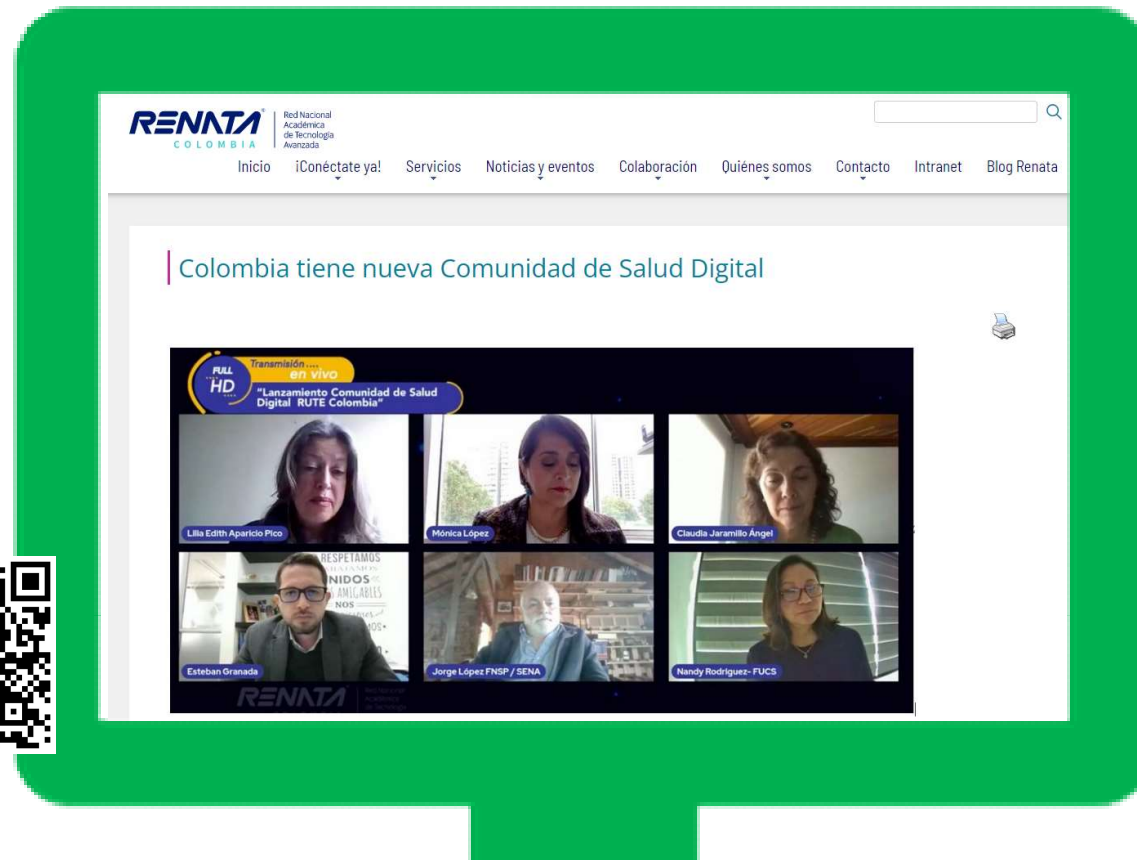 RENATA
COLOMBIA
Red Nacional
Académica
de Tecnología
Avanzada
Inicio ¡Conéctate ya! Servicios Noticias y eventos Colaboración Quiénes somos Contacto Intranet Blog Renata
Colombia tiene nueva Comunidad de Salud Digital
FULL
HD
Transmisión....
en vivo
"Lanzamiento Comunidad de Salud
Digital RUTE Colombia"
Lilia Edith Aparicio Pico
Mónica López
Claudia Jaramillo Ángel
RESPETAMOS
UNIDOS
AMIGABLES
NOS
Esteban Granada
Jorge López FNSP / SENA
Nandy Rodriguez- FUCS
RENATA